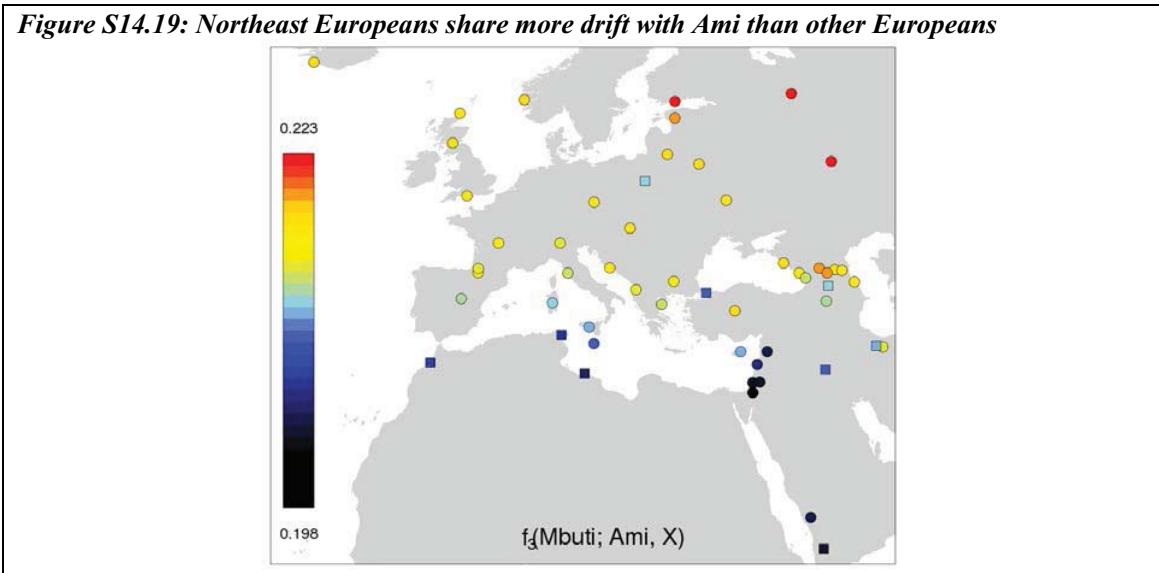 Figure S14.19: Northeast Europeans share more drift with Ami than other Europeans
0.223
0.198
f₃(Mbuti; Ami, X)